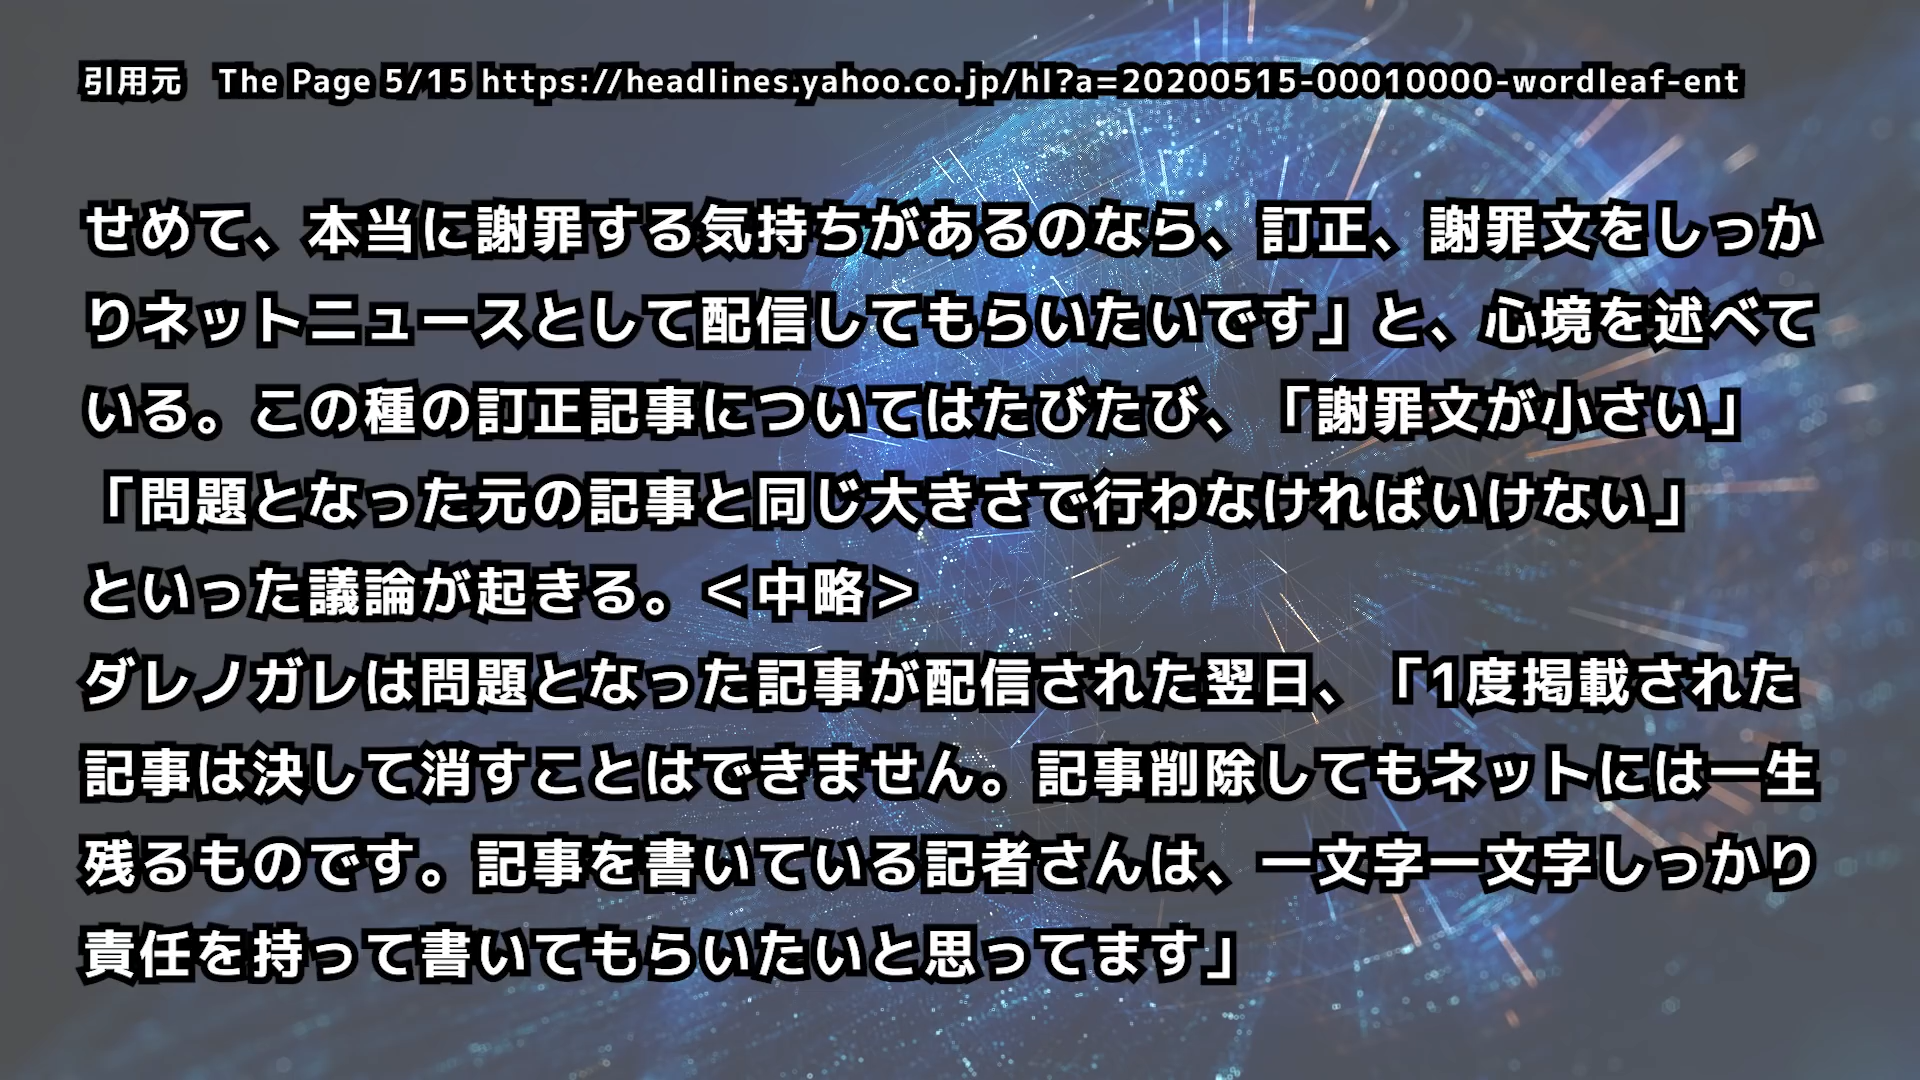 引用元　The Page 5/15 https://headlines.yahoo.co.jp/hl?a=20200515-00010000-wordleaf-ent
せめて、本当に謝罪する気持ちがあるのなら、訂正、謝罪文をしっか
りネットニュースとして配信してもらいたいです」と、心境を述べて
いる。この種の訂正記事についてはたびたび、「謝罪文が小さい」
「問題となった元の記事と同じ大きさで行わなければいけない」
といった議論が起きる。＜中略＞
ダレノガレは問題となった記事が配信された翌日、「1度掲載された
記事は決して消すことはできません。記事削除してもネットには一生
残るものです。記事を書いている記者さんは、一文字一文字しっかり
責任を持って書いてもらいたいと思ってます」